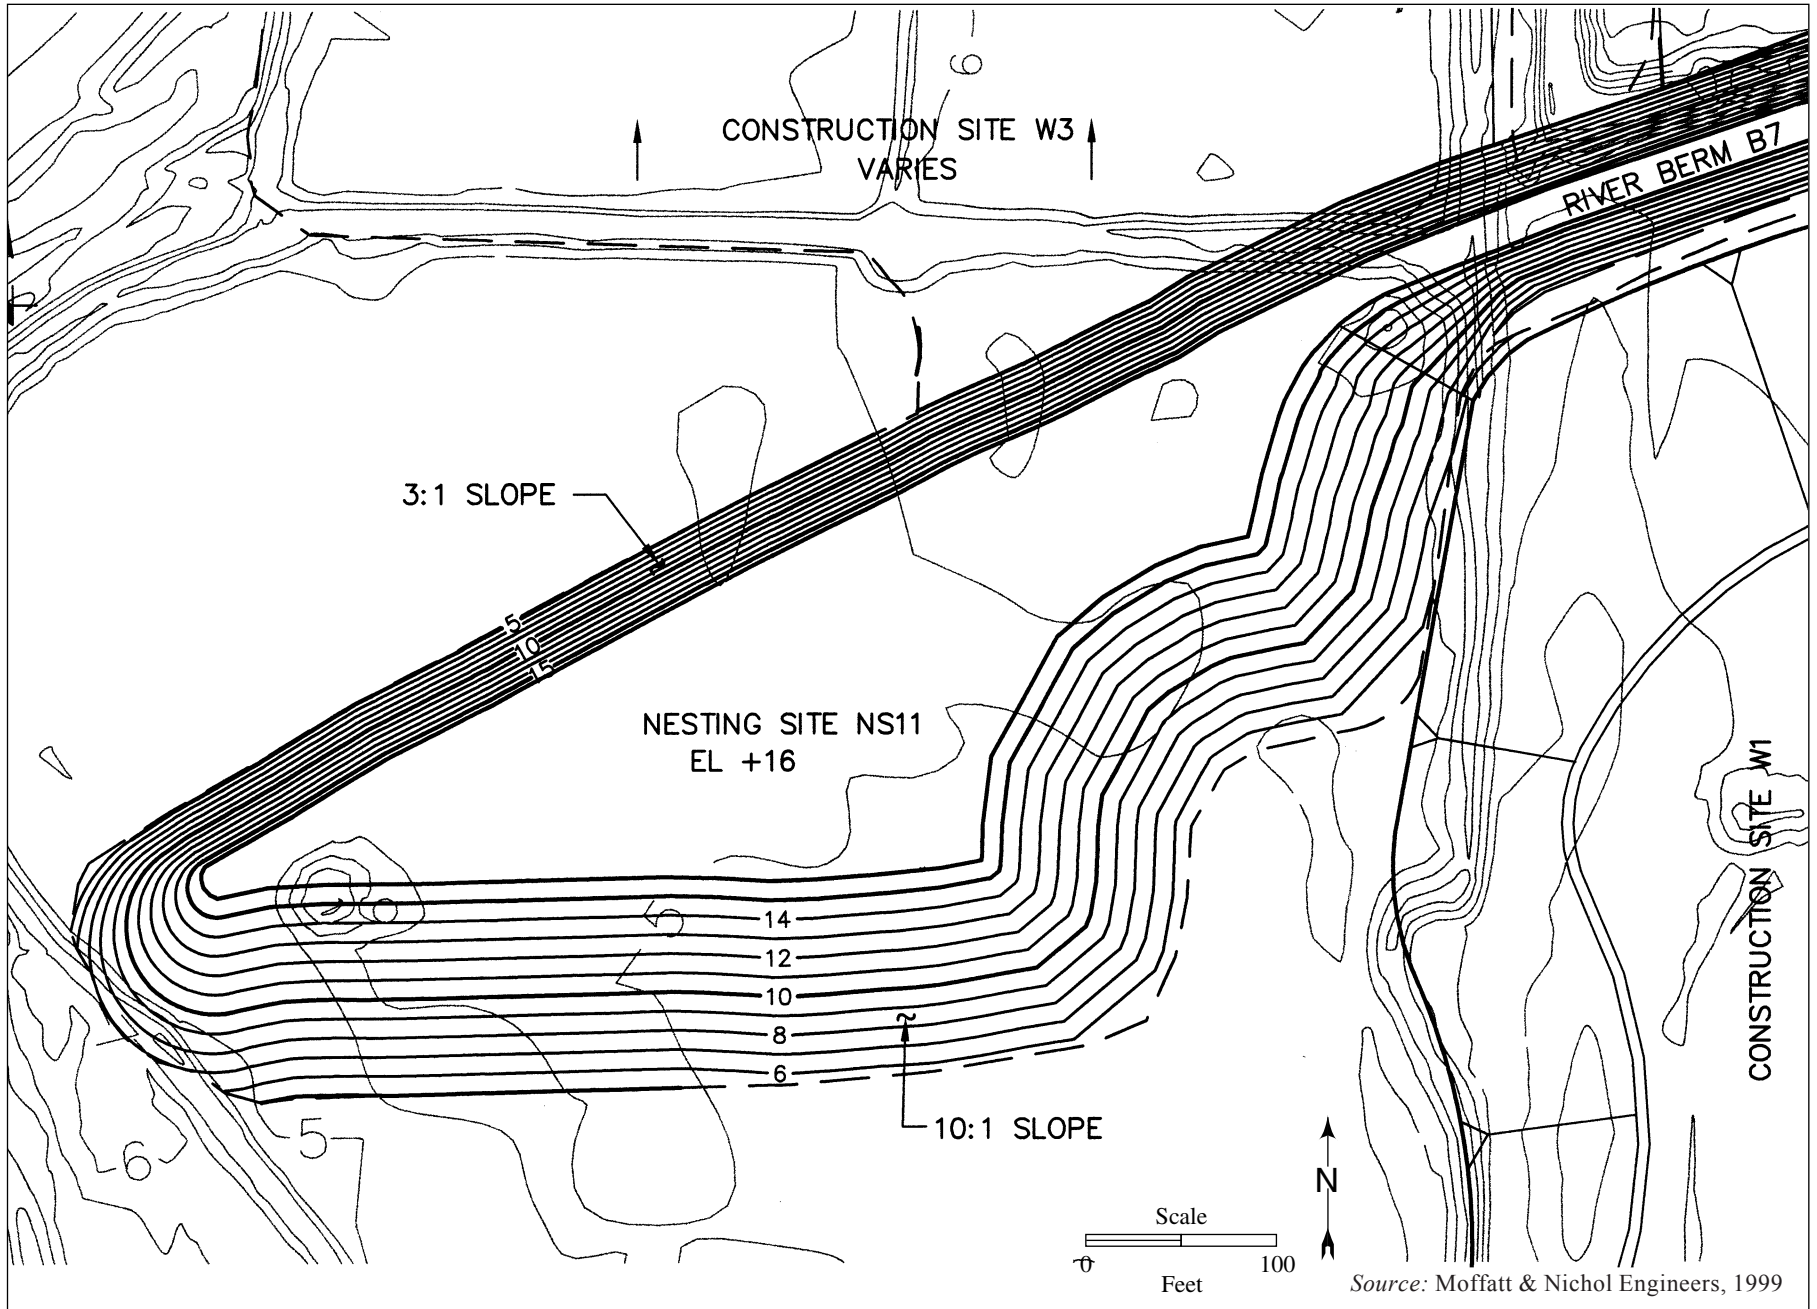 6
CONSTRUCTION SITE W3
VARIES
RIVER BERM B7
3:1 SLOPE
5
10
15
NESTING SITE NS11
EL +16
CONSTRUCTION SITE W1
14
12
10
8
6
10:1 SLOPE
5
6
N
Scale
0 100
Feet
Source: Moffatt & Nichol Engineers, 1999